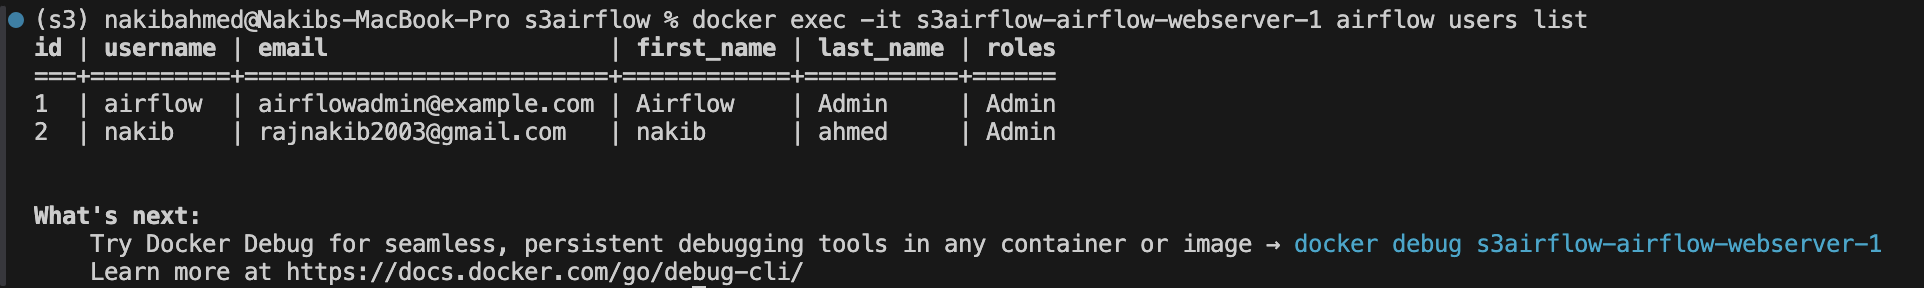 (s3) nakibahmed@Nakibs-MacBook-Pro s3airflow % docker exec -it s3airflow-airflow-webserver-1 airflow users list
id | username | email                    | first_name | last_name | roles
===+==========+==========================+============+===========+======
1  | airflow  | airflowadmin@example.com | Airflow    | Admin     | Admin
2  | nakib    | rajnakib2003@gmail.com   | nakib      | ahmed     | Admin
What's next:
    Try Docker Debug for seamless, persistent debugging tools in any container or image → docker debug s3airflow-airflow-webserver-1
    Learn more at https://docs.docker.com/go/debug-cli/